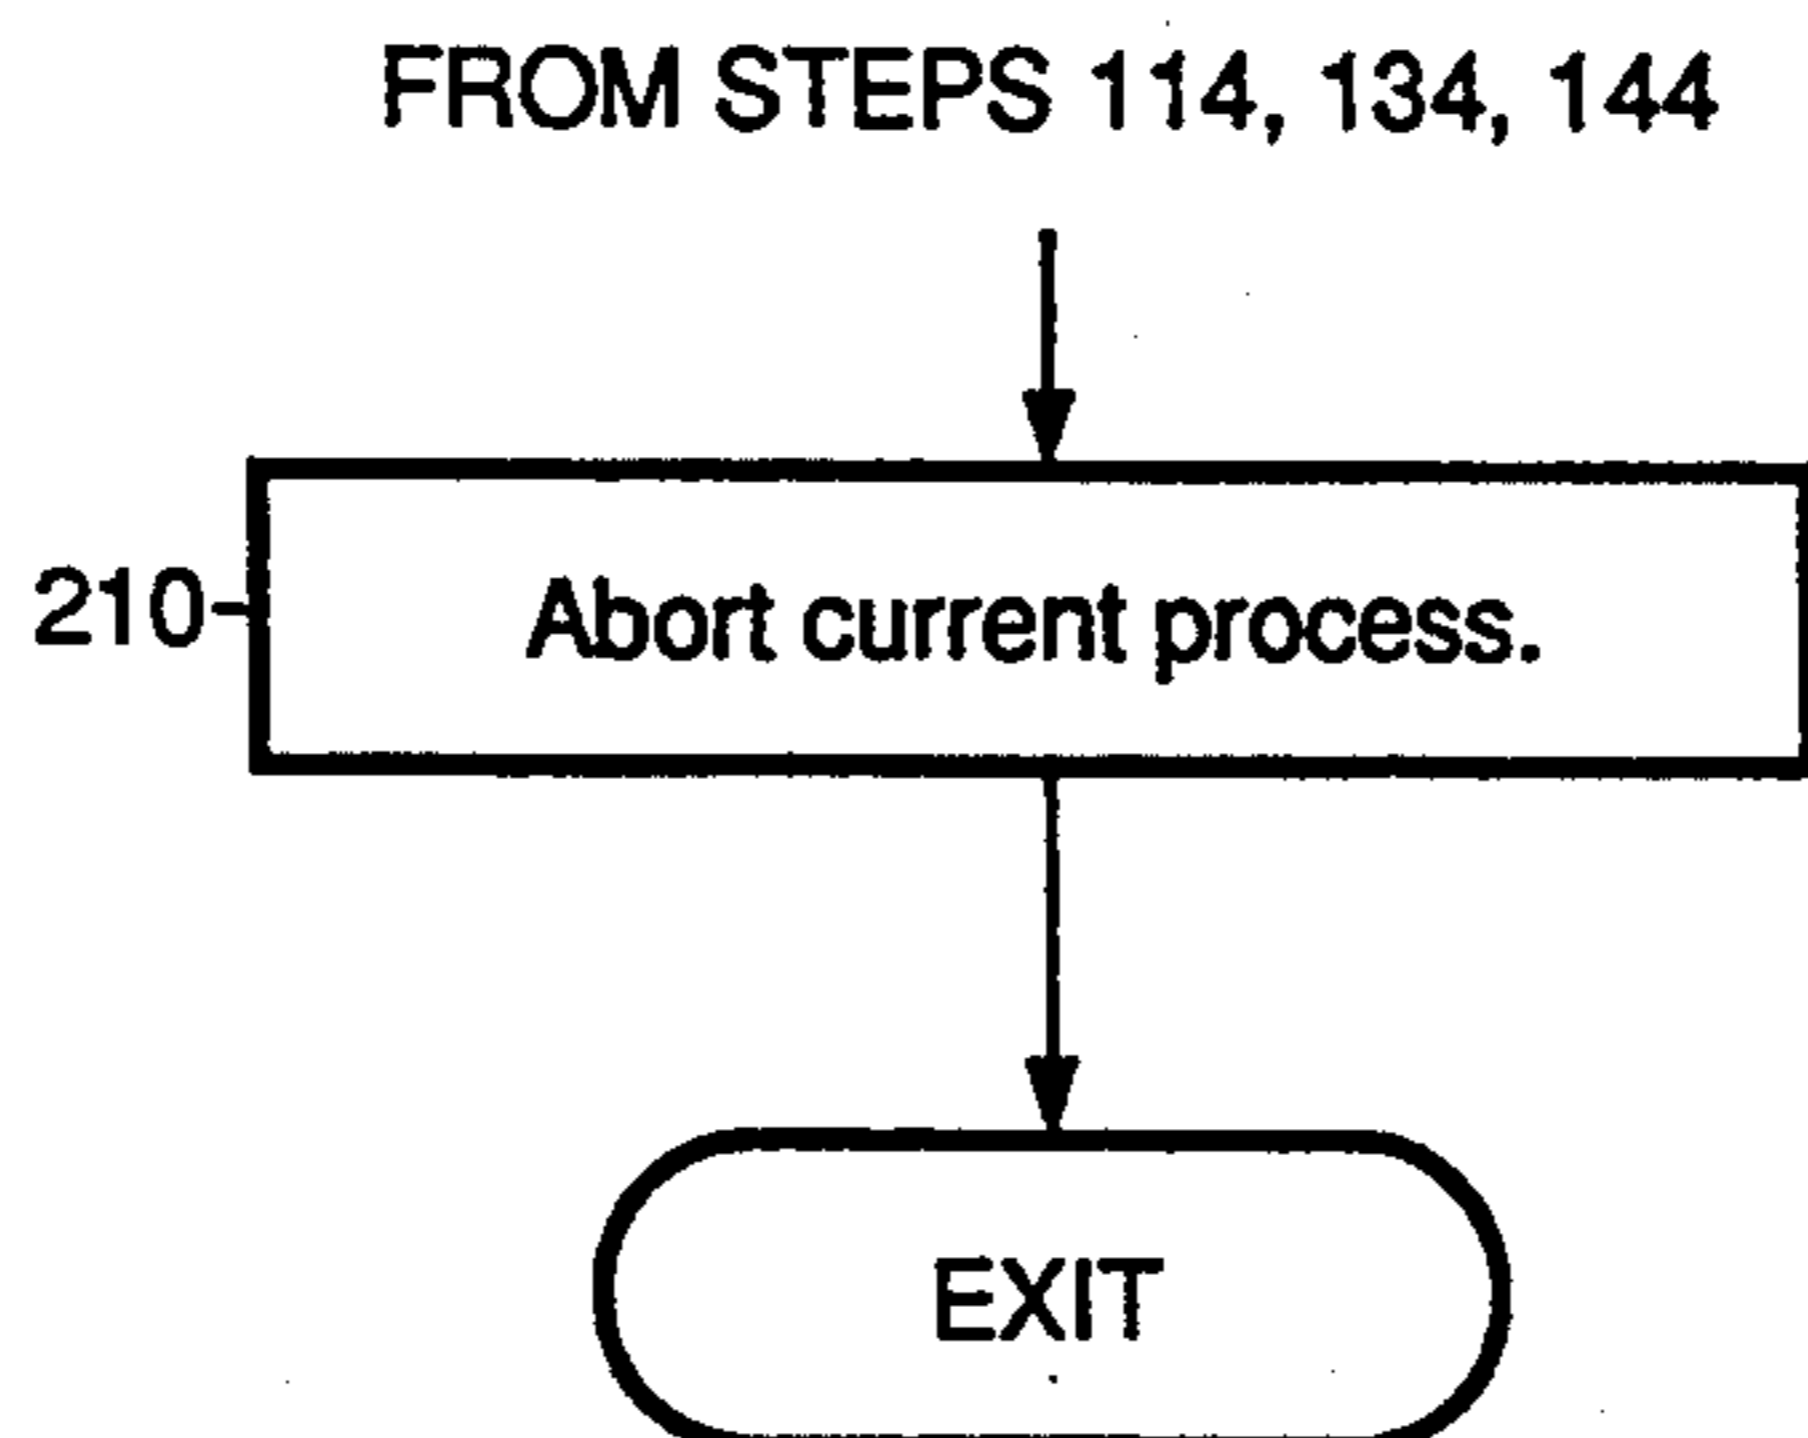 FROM STEPS 114, 134, 144
210
Abort current process.
EXIT